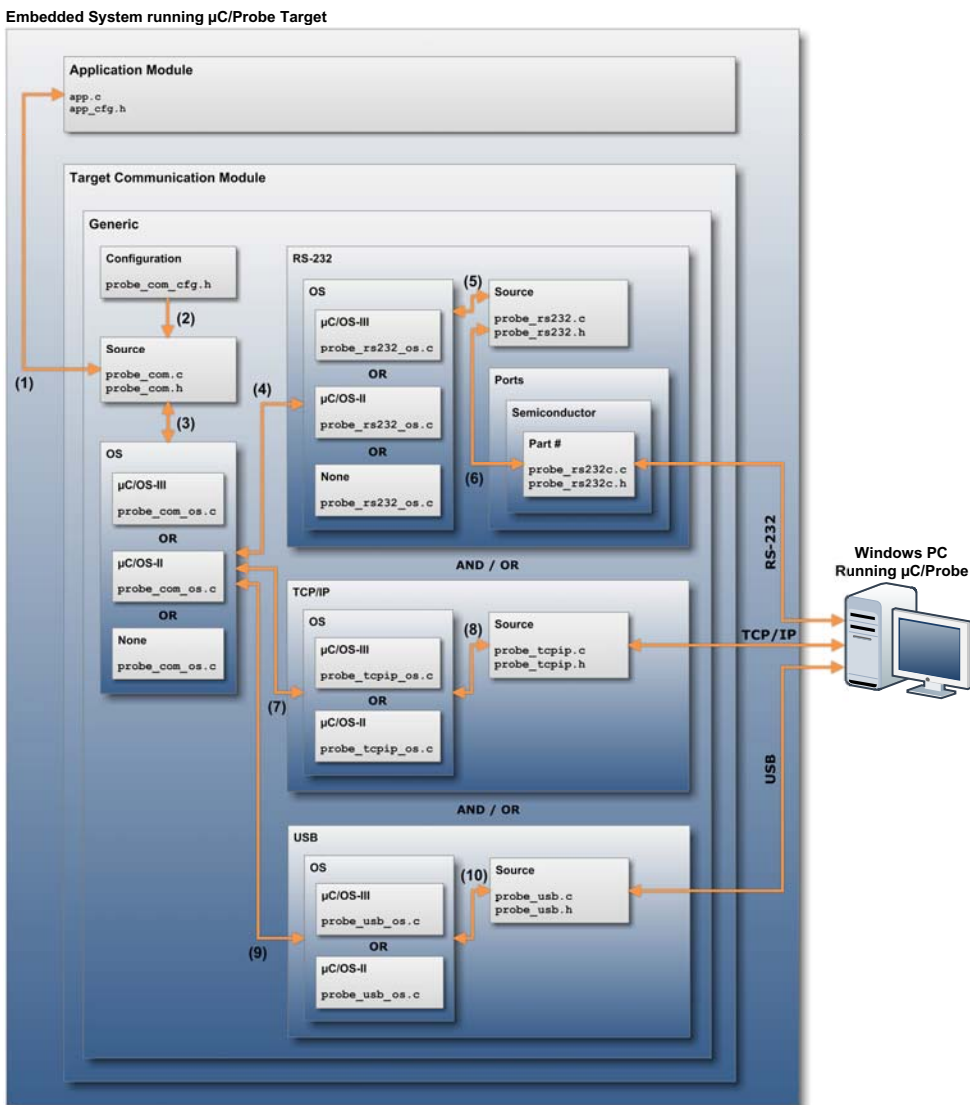 Embedded System running µC/Probe Target
Application Module
app.c
app_cfg.h
Target Communication Module
Generic
Configuration
probe_com_cfg.h
(2)
Source
probe_com.c
probe_com.h
(1)
(3)
OS
µC/OS-III
probe_com_os.c
OR
µC/OS-II
probe_com_os.c
OR
None
probe_com_os.c
(4)
RS-232
OS
µC/OS-III
probe_rs232_os.c
OR
µC/OS-II
probe_rs232_os.c
OR
None
probe_rs232_os.c
(5)
Source
probe_rs232.c
probe_rs232.h
Ports
Semiconductor
Part #
probe_rs232c.c
probe_rs232c.h
(6)
AND / OR
TCP/IP
OS
µC/OS-III
probe_tcpip_os.c
OR
µC/OS-II
probe_tcpip_os.c
(7)
(8)
Source
probe_tcpip.c
probe_tcpip.h
AND / OR
USB
OS
µC/OS-III
probe_usb_os.c
OR
µC/OS-II
probe_usb_os.c
(9)
(10)
Source
probe_usb.c
probe_usb.h
RS-232
TCP/IP
USB
Windows PC
Running µC/Probe